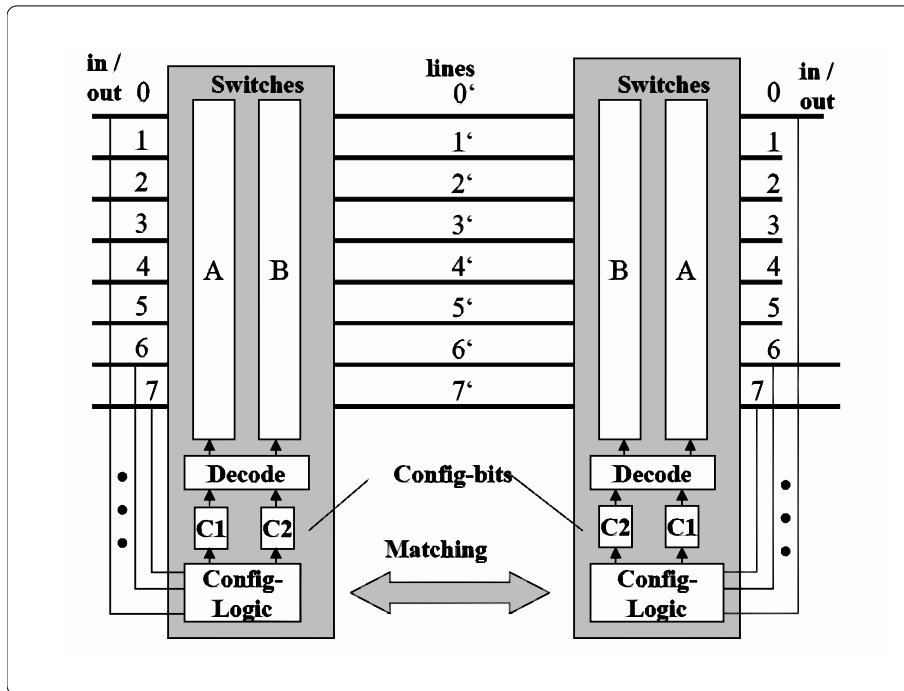 in /
out
0
1
2
3
4
5
6
7
Switches
A
B
Decode
C1
C2
Config-
Logic
lines
0‘
1‘
2‘
3‘
4‘
5‘
6‘
7‘
Config-bits
Matching
Switches
B
A
Decode
C2
C1
Config-
Logic
in /
out
0
1
2
3
4
5
6
7